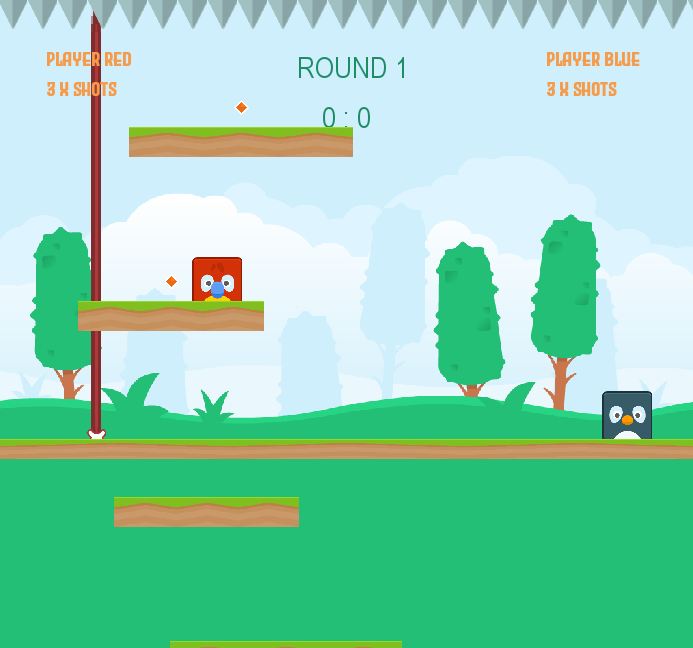 PLAYER RED
3 X SHOTS
ROUND 1
0 : 0
PLAYER BLUE
3 X SHOTS